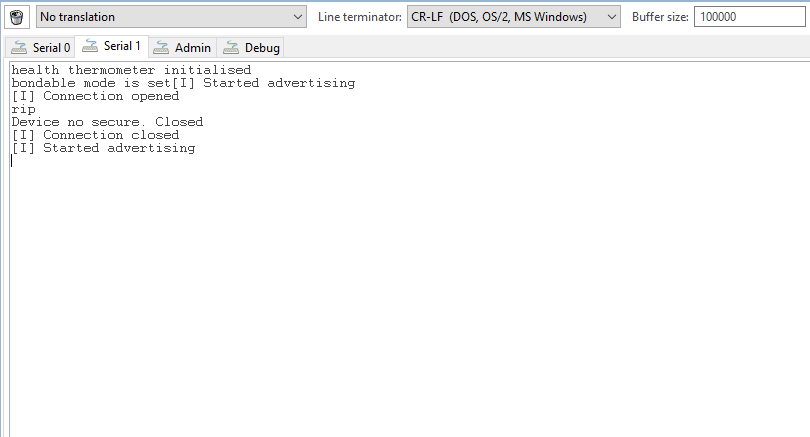 No translation
Line terminator:
CR-LF (DOS, OS/2, MS Windows)
Buffer size:
100000
Serial 0
Serial 1
Admin
Debug
health thermometer initialised
bondable mode is set[I] Started advertising
[I] Connection opened
rip
Device no secure. Closed
[I] Connection closed
[I] Started advertising